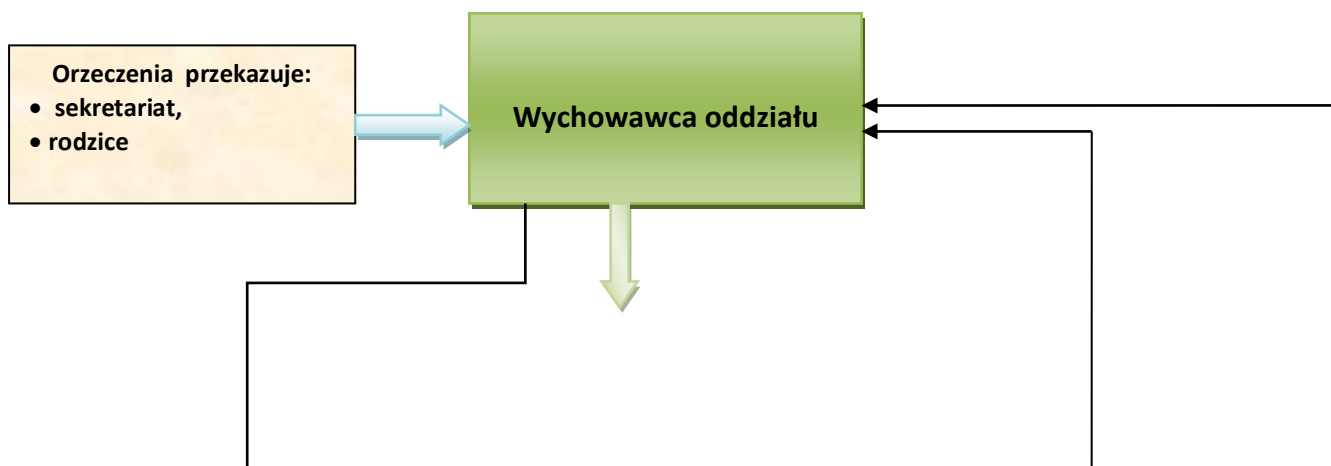 Orzeczenia przekazuje:
• sekretariat,
• rodzice
Wychowawca oddziału